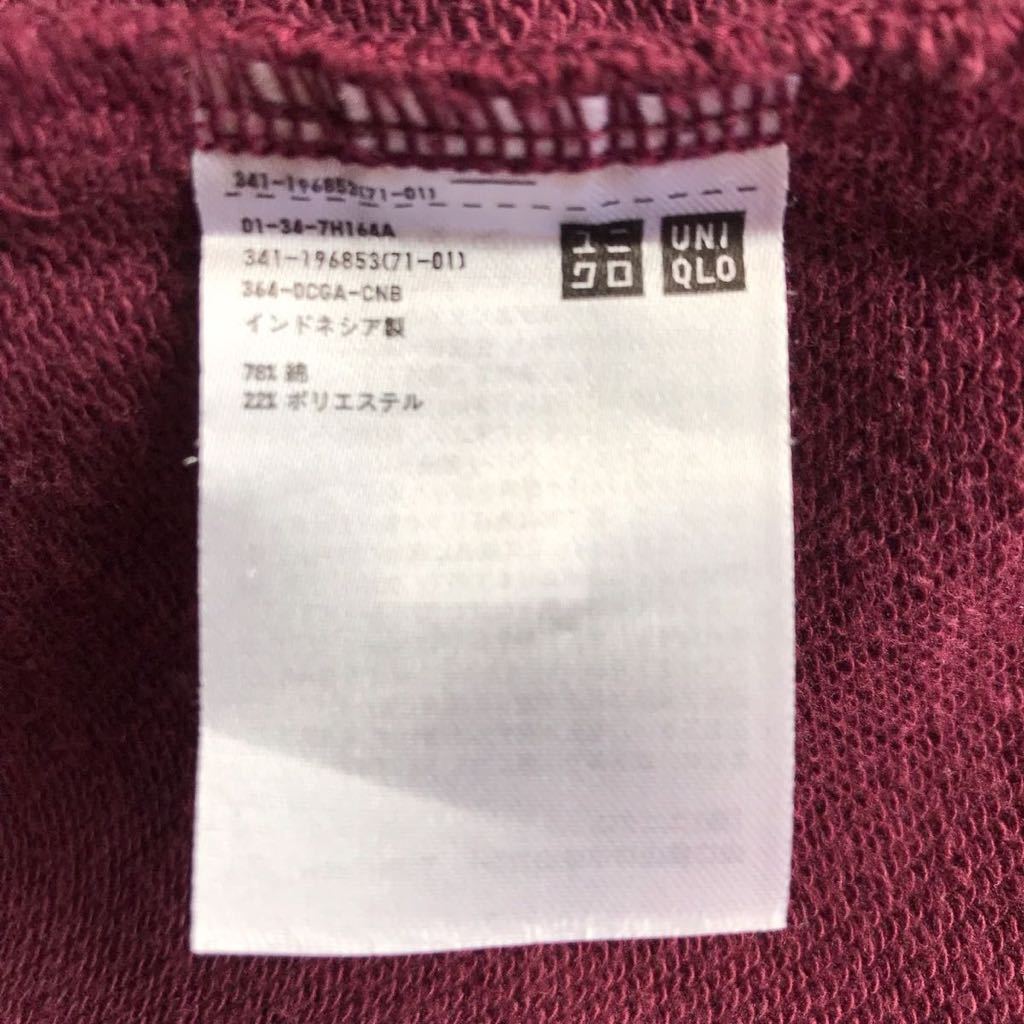 341-196853(71-01)
01-34-7H164A
341-196853(71-01)
364-0CGA-CNB
インドネシア製
78% 綿
22% ポリエステル
ユニ
クロ
UNI
QLO